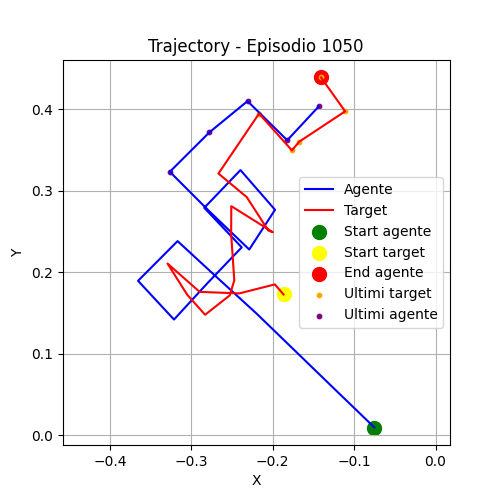 Trajectory - Episodio 1050
Y
0.4
0.3
0.2
0.1
0.0
Agente
Target
Start agente
Start target
End agente
Ultimi target
Ultimi agente
−0.4 −0.3 −0.2 −0.1 0.0
X